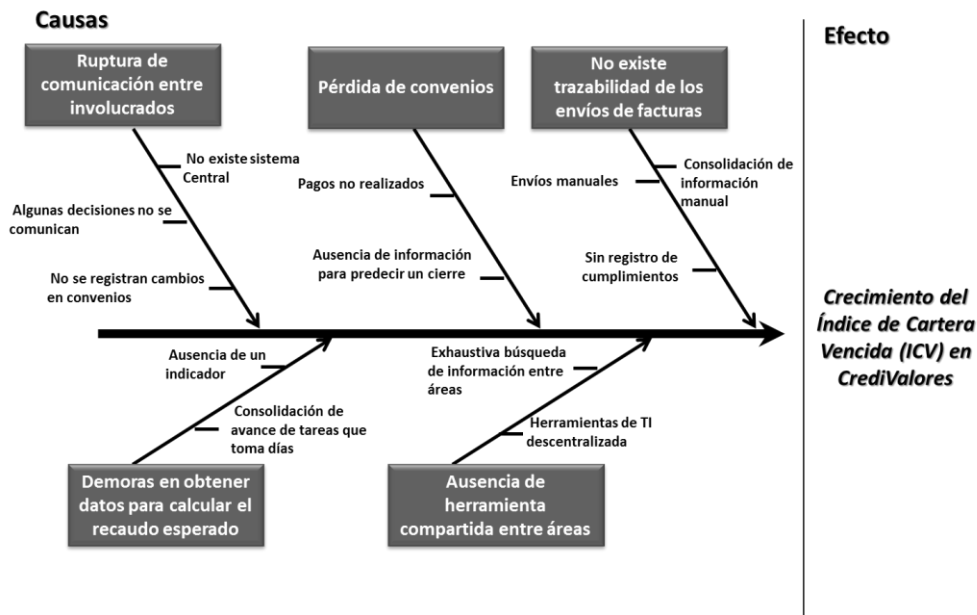 Causas
Efecto
Ruptura de
comunicación entre
involucrados
Pérdida de convenios
No existe
trazabilidad de los
envíos de facturas
No existe sistema
Central
Algunas decisiones no se
comunican
No se registran cambios
en convenios
Pagos no realizados
Ausencia de información
para predecir un cierre
Envíos manuales
Consolidación de
información
manual
Sin registro de
cumplimientos
Crecimiento del
Índice de Cartera
Vencida (ICV) en
CrediValores
Ausencia de un
indicador
Consolidación de
avance de tareas que
toma días
Exhaustiva búsqueda
de información entre
áreas
Herramientas de TI
descentralizada
Demoras en obtener
datos para calcular el
recaudo esperado
Ausencia de
herramienta
compartida entre áreas